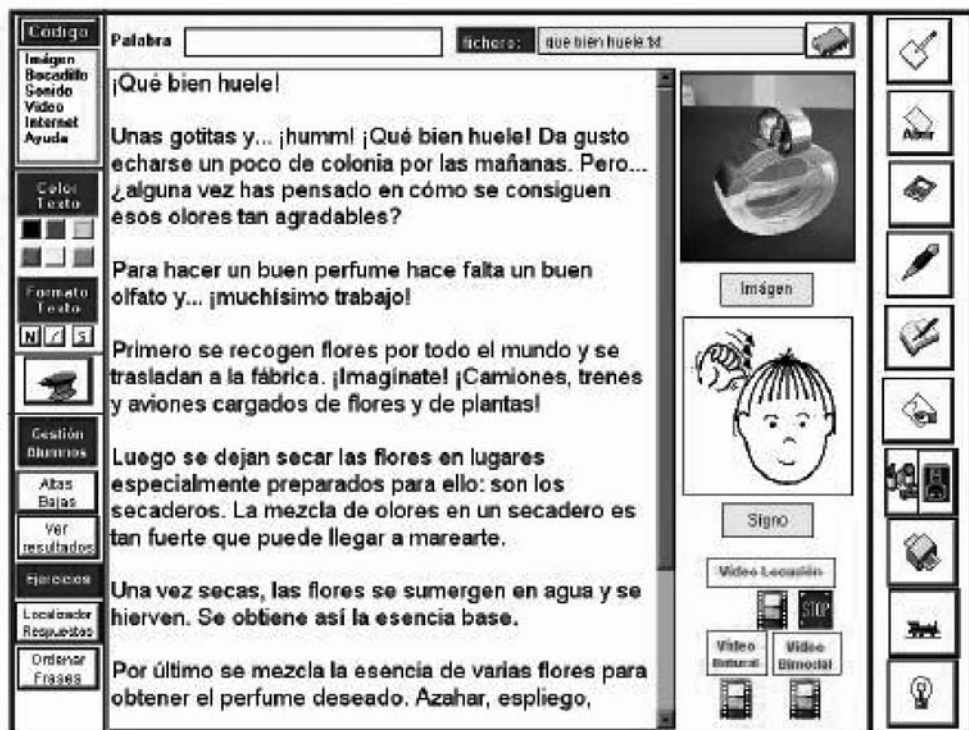 Código
Imágen
Bocadillo
Sonido
Video
Internet
Ayuda
Color
Texto
Formato
Texto
N / S
Gestión
Alumnos
Altas
Bajas
Ver
resultados
Ejercicios
Localizador
Respuestas
Ordenar
Frases
Palabra
fichero: que bien huele.txt
¡Qué bien huele!
Unas gotitas y... ¡humm! ¡Qué bien huele! Da gusto
echarse un poco de colonia por las mañanas. Pero...
¿alguna vez has pensado en cómo se consiguen
esos olores tan agradables?
Para hacer un buen perfume hace falta un buen
olfato y... ¡muchísimo trabajo!
Primero se recogen flores por todo el mundo y se
trasladan a la fábrica. ¡Imagínate! ¡Camiones, trenes
y aviones cargados de flores y de plantas!
Luego se dejan secar las flores en lugares
especialmente preparados para ello: son los
secaderos. La mezcla de olores en un secadero es
tan fuerte que puede llegar a marearte.
Una vez secas, las flores se sumergen en agua y se
hierven. Se obtiene así la esencia base.
Por último se mezcla la esencia de varias flores para
obtener el perfume deseado. Azahar, espliego,
Imágen
Signo
Video Locución
STOP
Video
Natural
Video
Bimodal
Abrir